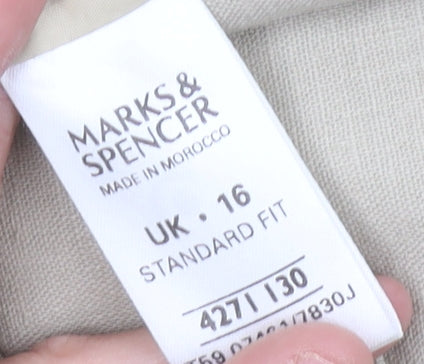 MARKS &
SPENCER
MADE IN MOROCCO
UK • 16
STANDARD FIT
4271 130